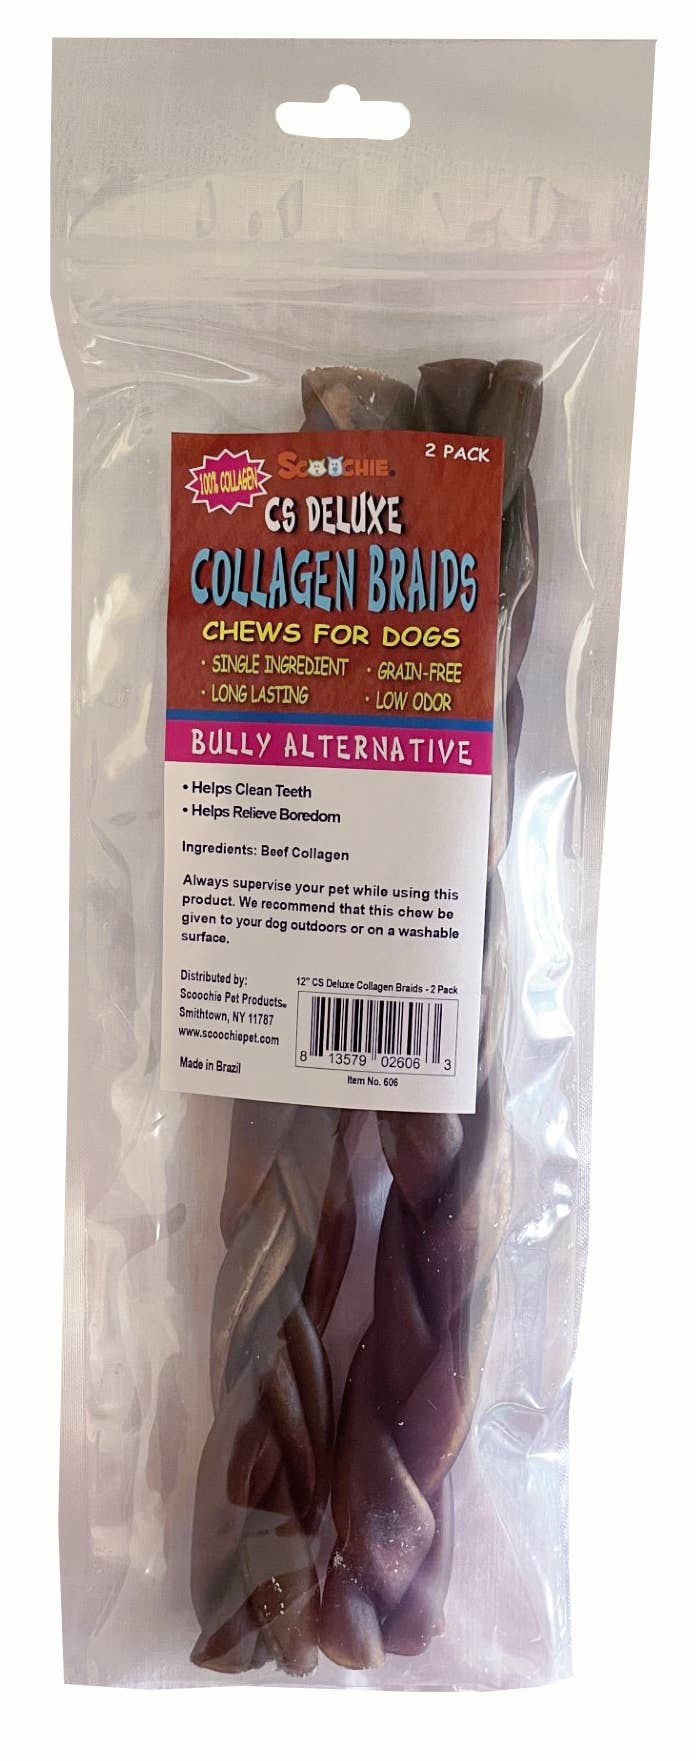 100% COLLAGEN
SCOOCHIE®
2 PACK
CS DELUXE
COLLAGEN BRAIDS
CHEWS FOR DOGS
• SINGLE INGREDIENT • GRAIN-FREE
• LONG LASTING • LOW ODOR
BULLY ALTERNATIVE
• Helps Clean Teeth
• Helps Relieve Boredom
Ingredients: Beef Collagen
Always supervise your pet while using this
product. We recommend that this chew be
given to your dog outdoors or on a washable
surface.
Distributed by:
Scoochie Pet Products®
Smithtown, NY 11787
www.scoochiepet.com
Made in Brazil
12" CS Deluxe Collagen Braids - 2 Pack
8 13579 02606 3
Item No. 606